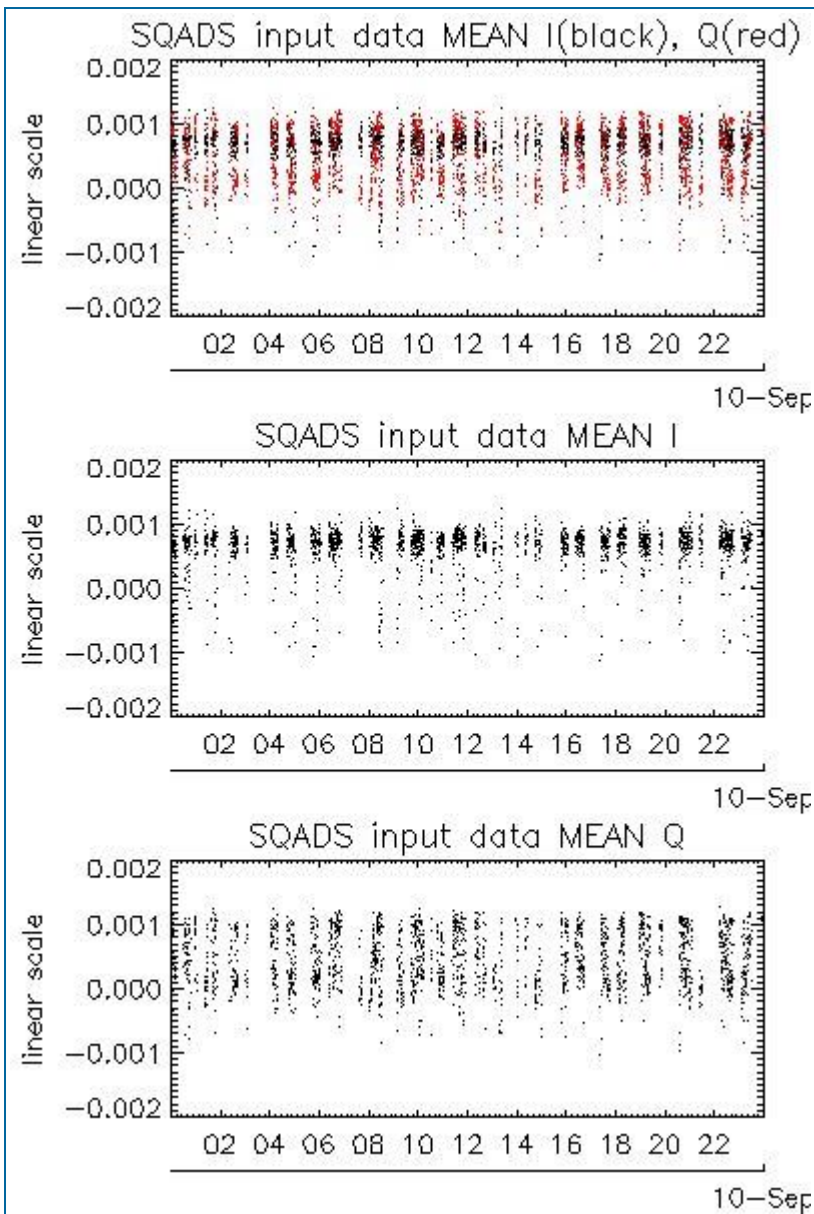 SQADS input data MEAN I(black), Q(red)
0.002
0.001
0.000
−0.001
−0.002
linear scale
02 04 06 08 10 12 14 16 18 20 22
10−Sep
SQADS input data MEAN I
0.002
0.001
0.000
−0.001
−0.002
linear scale
02 04 06 08 10 12 14 16 18 20 22
10−Sep
SQADS input data MEAN Q
0.002
0.001
0.000
−0.001
−0.002
linear scale
02 04 06 08 10 12 14 16 18 20 22
10−Sep